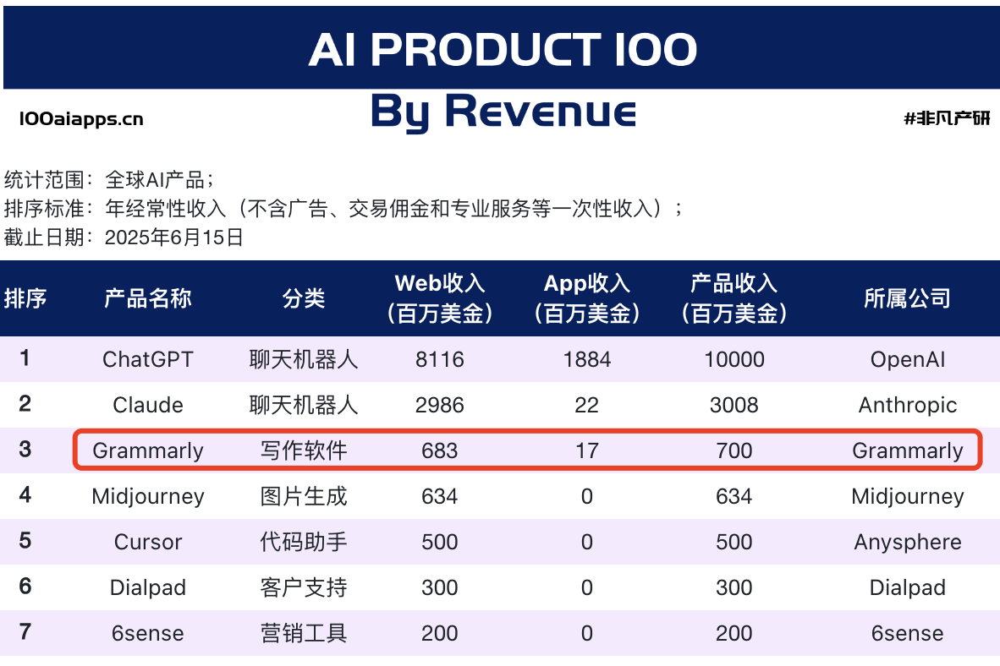 AI PRODUCT 100
By Revenue
100aiapps.cn
#非凡产研
统计范围：全球AI产品；
排序标准：年经常性收入（不含广告、交易佣金和专业服务等一次性收入）；
截止日期：2025年6月15日
排序 产品名称 分类 Web收入（百万美金） App收入（百万美金） 产品收入（百万美金） 所属公司
1 ChatGPT 聊天机器人 8116 1884 10000 OpenAI
2 Claude 聊天机器人 2986 22 3008 Anthropic
3 Grammarly 写作软件 683 17 700 Grammarly
4 Midjourney 图片生成 634 0 634 Midjourney
5 Cursor 代码助手 500 0 500 Anysphere
6 Dialpad 客户支持 300 0 300 Dialpad
7 6sense 营销工具 200 0 200 6sense